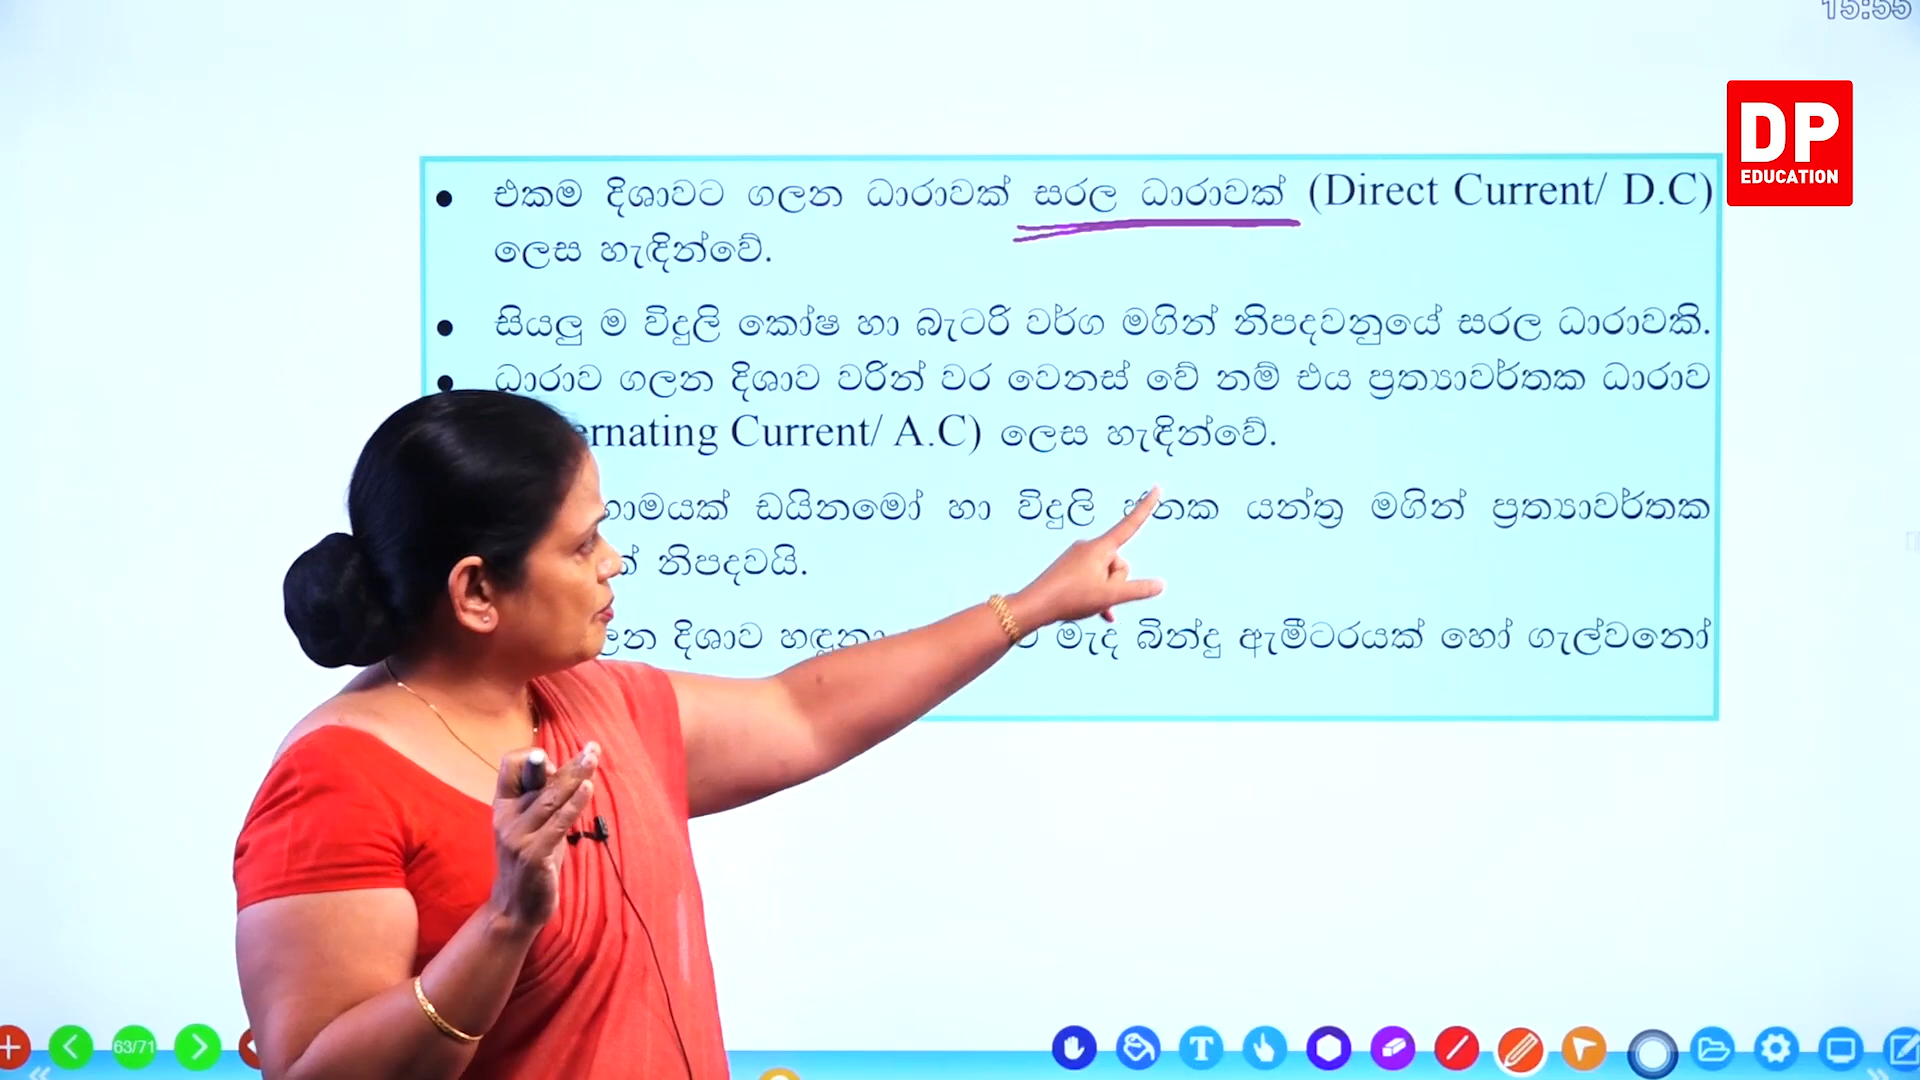 15:55
DP
EDUCATION
● එකම දිශාවට ගලන ධාරාවක් සරල ධාරාවක් (Direct Current/ D.C)
ලෙස හැඳින්වේ.
● සියලු ම විදුලි කෝෂ හා බැටරි වර්ග මගින් නිපදවනුයේ සරල ධාරාවකි.
● ධාරාව ගලන දිශාව වරින් වර වෙනස් වේ නම් එය ප්‍රත්‍යාවර්තක ධාරාව
ernating Current/ A.C) ලෙස හැඳින්වේ.
ඩයිනමෝ හා විදුලි යන්ත්‍ර මගින් ප්‍රත්‍යාවර්තක
නිපදවයි.
දිශාව මැද බින්දු ඇමීටරයක් හෝ ගැල්වනෝ
63/71